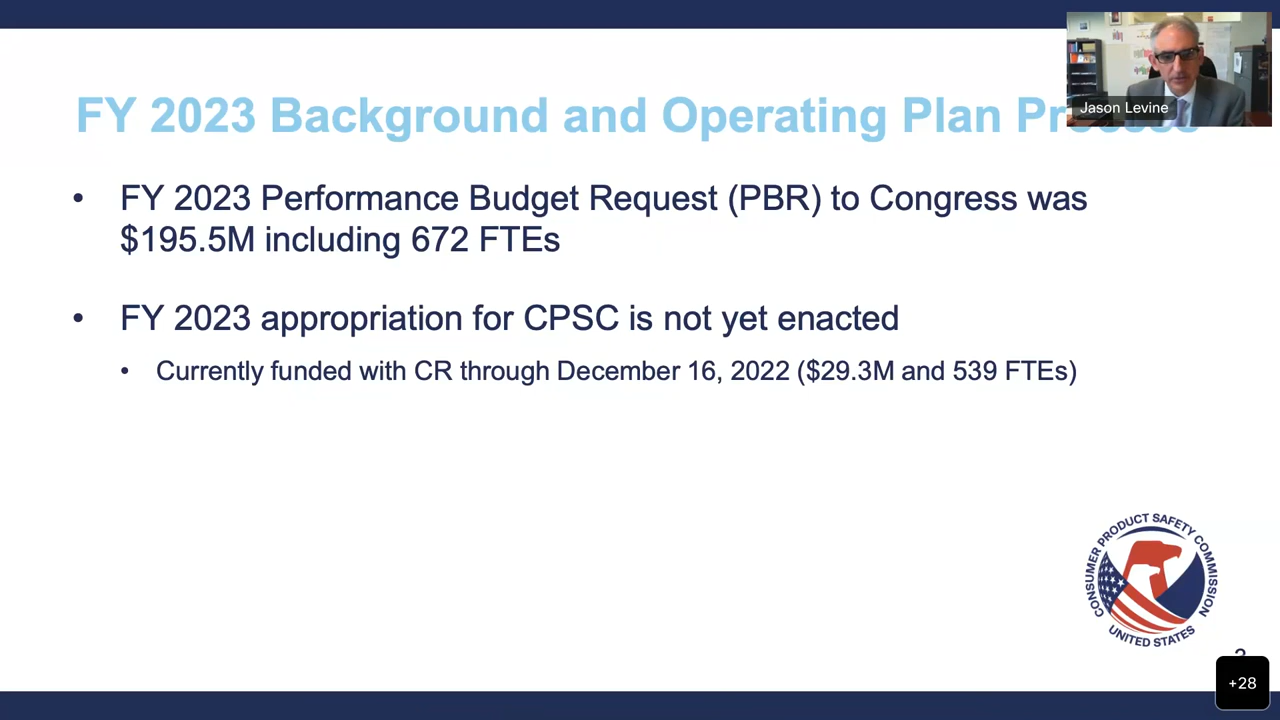 FY 2023 Background and Operating Plan
Jason Levine
• FY 2023 Performance Budget Request (PBR) to Congress was
$195.5M including 672 FTEs
• FY 2023 appropriation for CPSC is not yet enacted
• Currently funded with CR through December 16, 2022 ($29.3M and 539 FTEs)
CONSUMER PRODUCT SAFETY COMMISSION
UNITED STATES
+28